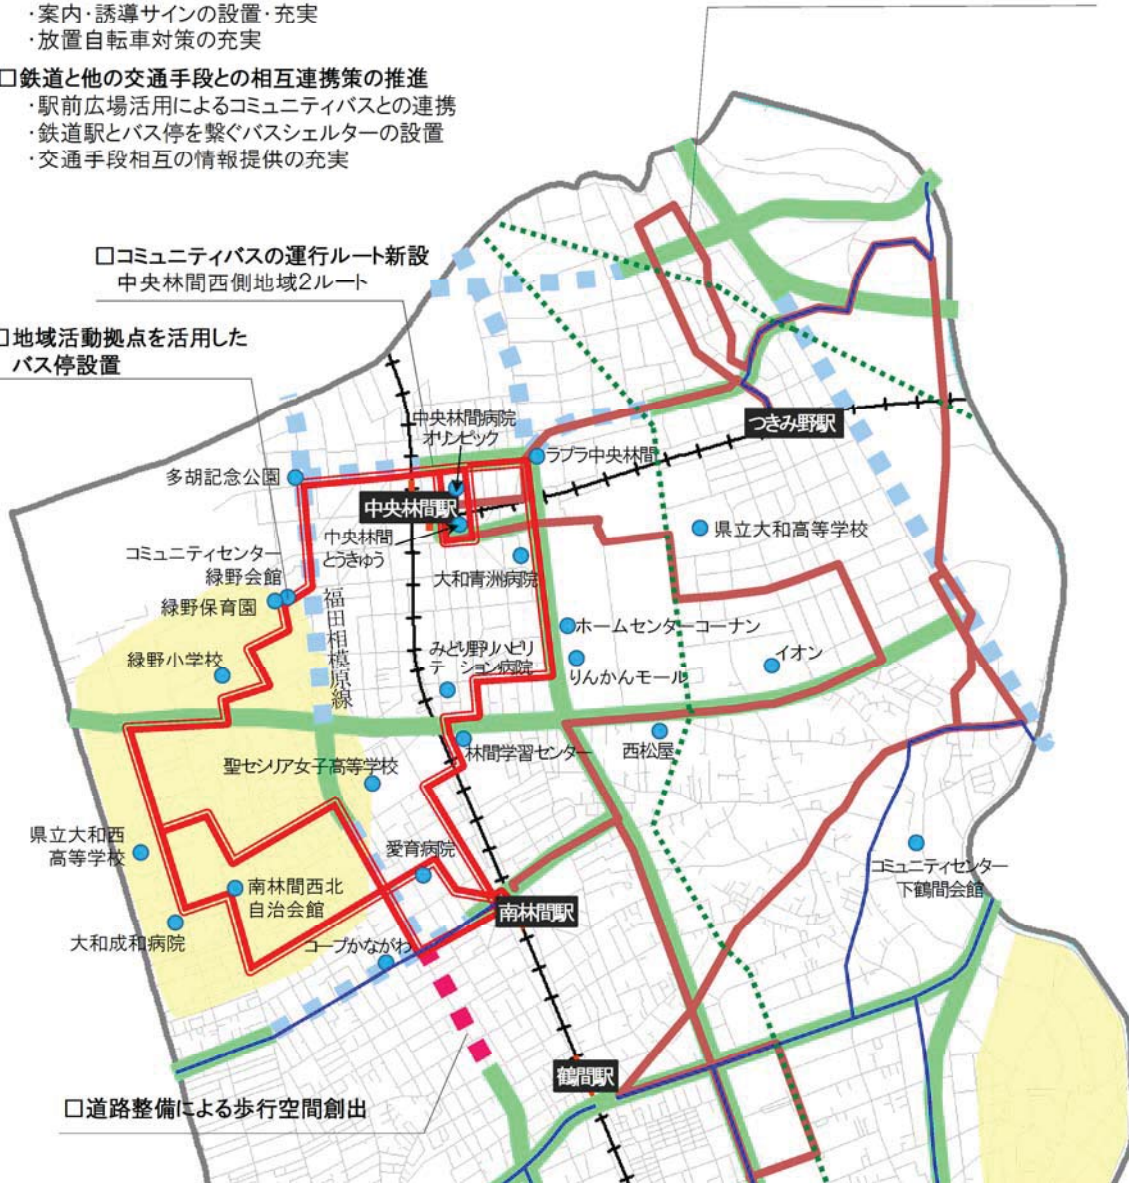 ・案内・誘導サインの設置・充実
・放置自転車対策の充実
□鉄道と他の交通手段との相互連携策の推進
・駅前広場活用によるコミュニティバスとの連携
・鉄道駅とバス停を繋ぐバスシェルターの設置
・交通手段相互の情報提供の充実
□コミュニティバスの運行ルート新設
中央林間西側地域2ルート
□地域活動拠点を活用した
バス停設置
中央林間病院
オリンピック
つきみ野駅
ラプラ中央林間
多胡記念公園
中央林間駅
中央林間
とうきゅう
県立大和高等学校
コミュニティセンター
緑野会館
大和青洲病院
緑野保育園
福田相模原線
ホームセンターコーナン
みどり野リハビリ
テーション病院
緑野小学校
イオン
りんかんモール
林間学習センター
西松屋
聖セシリア女子高等学校
県立大和西
高等学校
愛育病院
コミュニティセンター
下鶴間会館
南林間西北
自治会館
南林間駅
大和成和病院
コープかながわ
鶴間駅
□道路整備による歩行空間創出